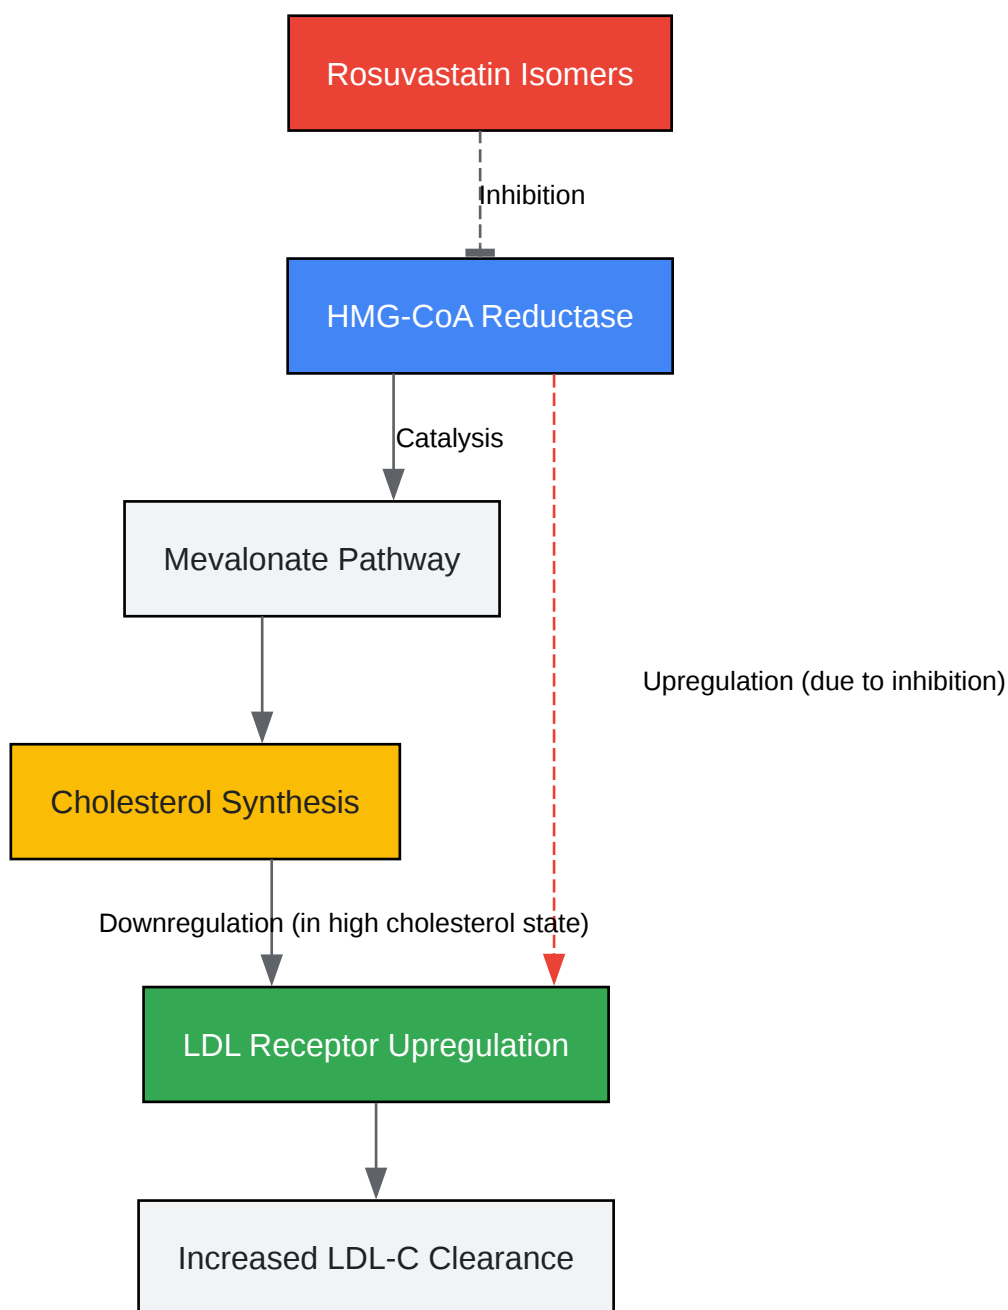 Rosuvastatin Isomers
Inhibition
HMG-CoA Reductase
Catalysis
Mevalonate Pathway
Upregulation (due to inhibition)
Cholesterol Synthesis
Downregulation (in high cholesterol state)
LDL Receptor Upregulation
Increased LDL-C Clearance